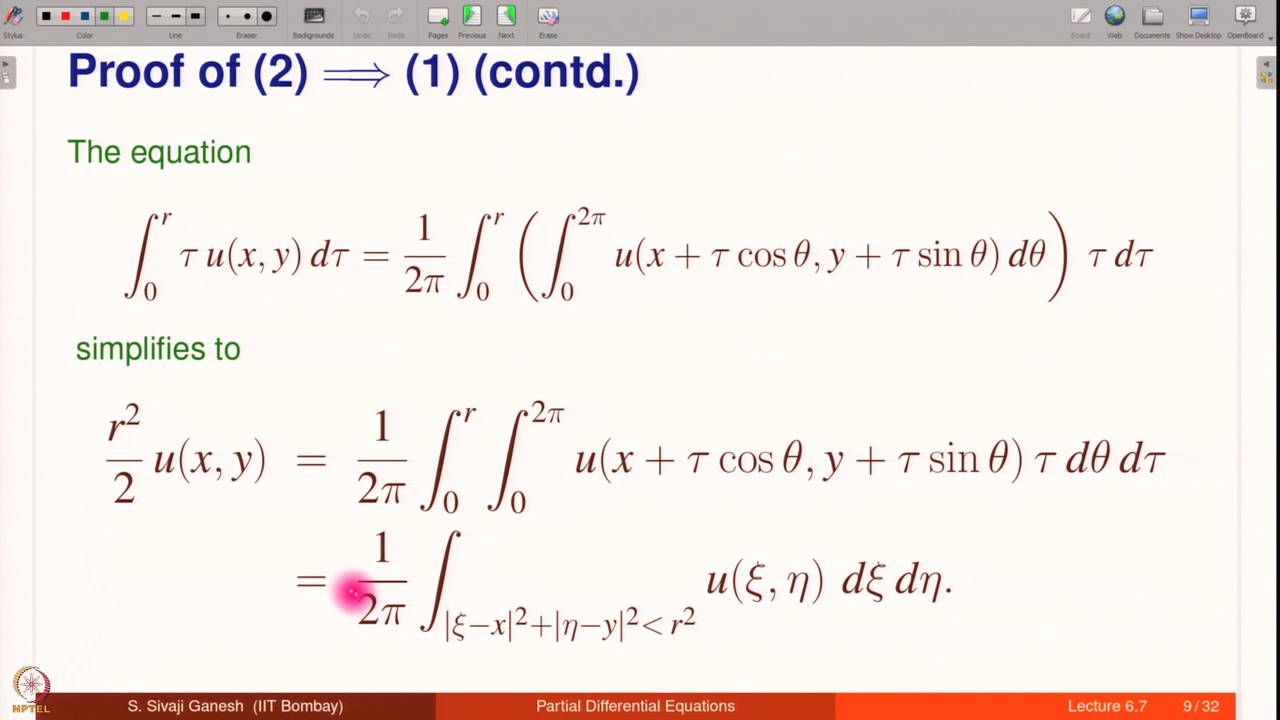 Stylus Color Line Eraser Backgrounds Undo Redo Pages Previous Next Erase Board Web Documents Show Desktop OpenBoard
Proof of (2) ⟹ (1) (contd.)
The equation
∫_0^r τ u(x, y) dτ = 1/2π ∫_0^r ( ∫_0^{2π} u(x + τ cos θ, y + τ sin θ) dθ ) τ dτ
simplifies to
r²/2 u(x, y) = 1/2π ∫_0^r ∫_0^{2π} u(x + τ cos θ, y + τ sin θ) τ dθ dτ
= 1/2π ∫_{|ξ−x|²+|η−y|²<r²} u(ξ, η) dξ dη.
NPTEL
S. Sivaji Ganesh (IIT Bombay) Partial Differential Equations Lecture 6.7 9/32